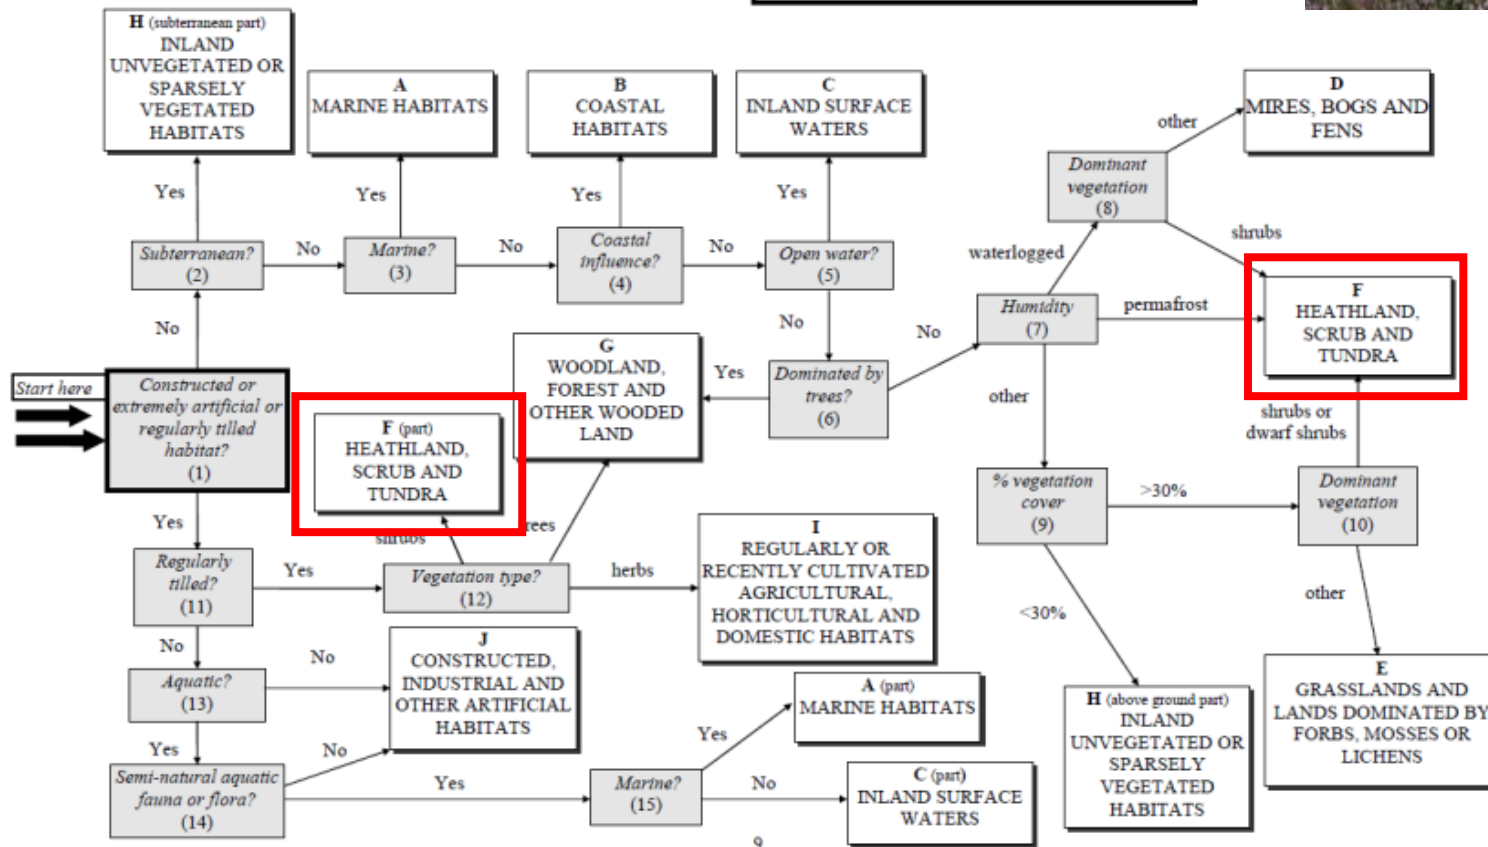 H (subterranean part)
INLAND
UNVEGETATED OR
SPARSELY
VEGETATED
HABITATS
A
MARINE HABITATS
B
COASTAL
HABITATS
C
INLAND SURFACE
WATERS
D
MIRES, BOGS AND
FENS
other
Dominant
vegetation
(8)
Yes
Yes
Yes
Yes
shrubs
waterlogged
Subterranean?
(2)
No
Marine?
(3)
No
Coastal
influence?
(4)
No
Open water?
(5)
Humidity
(7)
permafrost
F
HEATHLAND,
SCRUB AND
TUNDRA
No
No
No
Start here
Constructed or
extremely artificial or
regularly tilled
habitat?
(1)
F (part)
HEATHLAND,
SCRUB AND
TUNDRA
G
WOODLAND,
FOREST AND
OTHER WOODED
LAND
Yes
Dominated by
trees?
(6)
other
shrubs or
dwarf shrubs
% vegetation
cover
(9)
>30%
Dominant
vegetation
(10)
Yes
shrubs
rees
Regularly
tilled?
(11)
Yes
Vegetation type?
(12)
herbs
I
REGULARLY OR
RECENTLY CULTIVATED
AGRICULTURAL,
HORTICULTURAL AND
DOMESTIC HABITATS
<30%
other
No
Aquatic?
(13)
No
J
CONSTRUCTED,
INDUSTRIAL AND
OTHER ARTIFICIAL
HABITATS
A (part)
MARINE HABITATS
H (above ground part)
INLAND
UNVEGETATED OR
SPARSELY
VEGETATED
HABITATS
E
GRASSLANDS AND
LANDS DOMINATED BY
FORBS, MOSSES OR
LICHENS
Yes
No
Yes
Semi-natural aquatic
fauna or flora?
(14)
Yes
Marine?
(15)
No
C (part)
INLAND SURFACE
WATERS
9